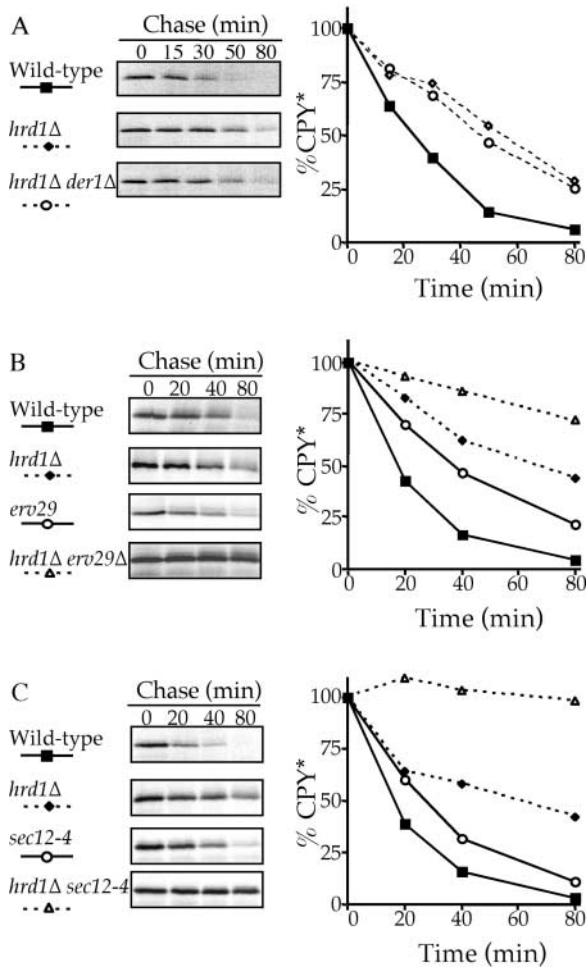 A
Chase (min)
0 15 30 50 80
Wild-type
hrd1Δ
hrd1Δ der1Δ
%CPY*
100
75
50
25
0
0 20 40 60 80
Time (min)
B
Chase (min)
0 20 40 80
Wild-type
hrd1Δ
erv29
hrd1Δ erv29Δ
% CPY*
100
75
50
25
0
0 20 40 60 80
Time (min)
C
Chase (min)
0 20 40 80
Wild-type
hrd1Δ
sec12-4
hrd1Δ sec12-4
% CPY*
100
75
50
25
0
0 20 40 60 80
Time (min)